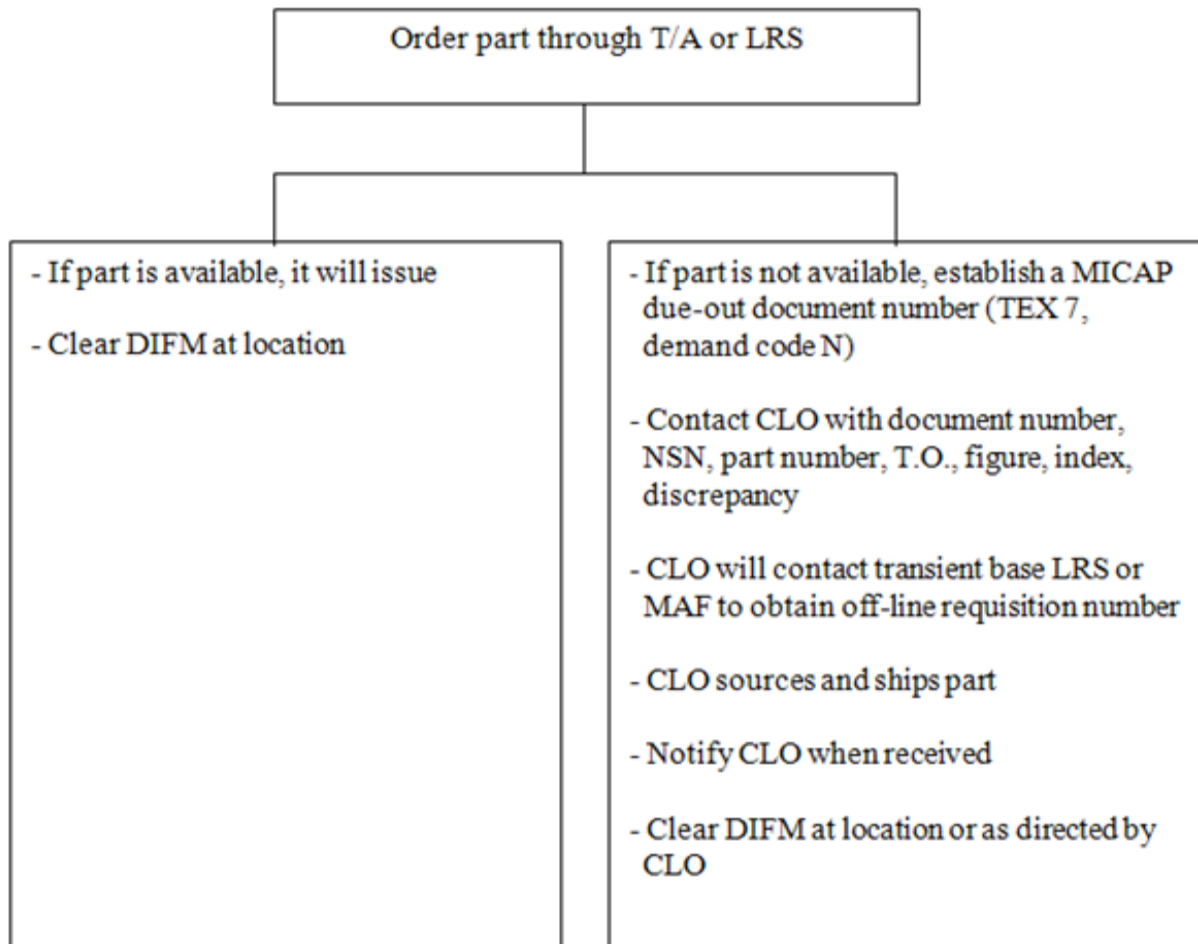 Order part through T/A or LRS
- If part is available, it will issue
- Clear DIFM at location
- If part is not available, establish a MICAP
due-out document number (TEX 7,
demand code N)
- Contact CLO with document number,
NSN, part number, T.O., figure, index,
discrepancy
- CLO will contact transient base LRS or
MAF to obtain off-line requisition number
- CLO sources and ships part
- Notify CLO when received
- Clear DIFM at location or as directed by
CLO